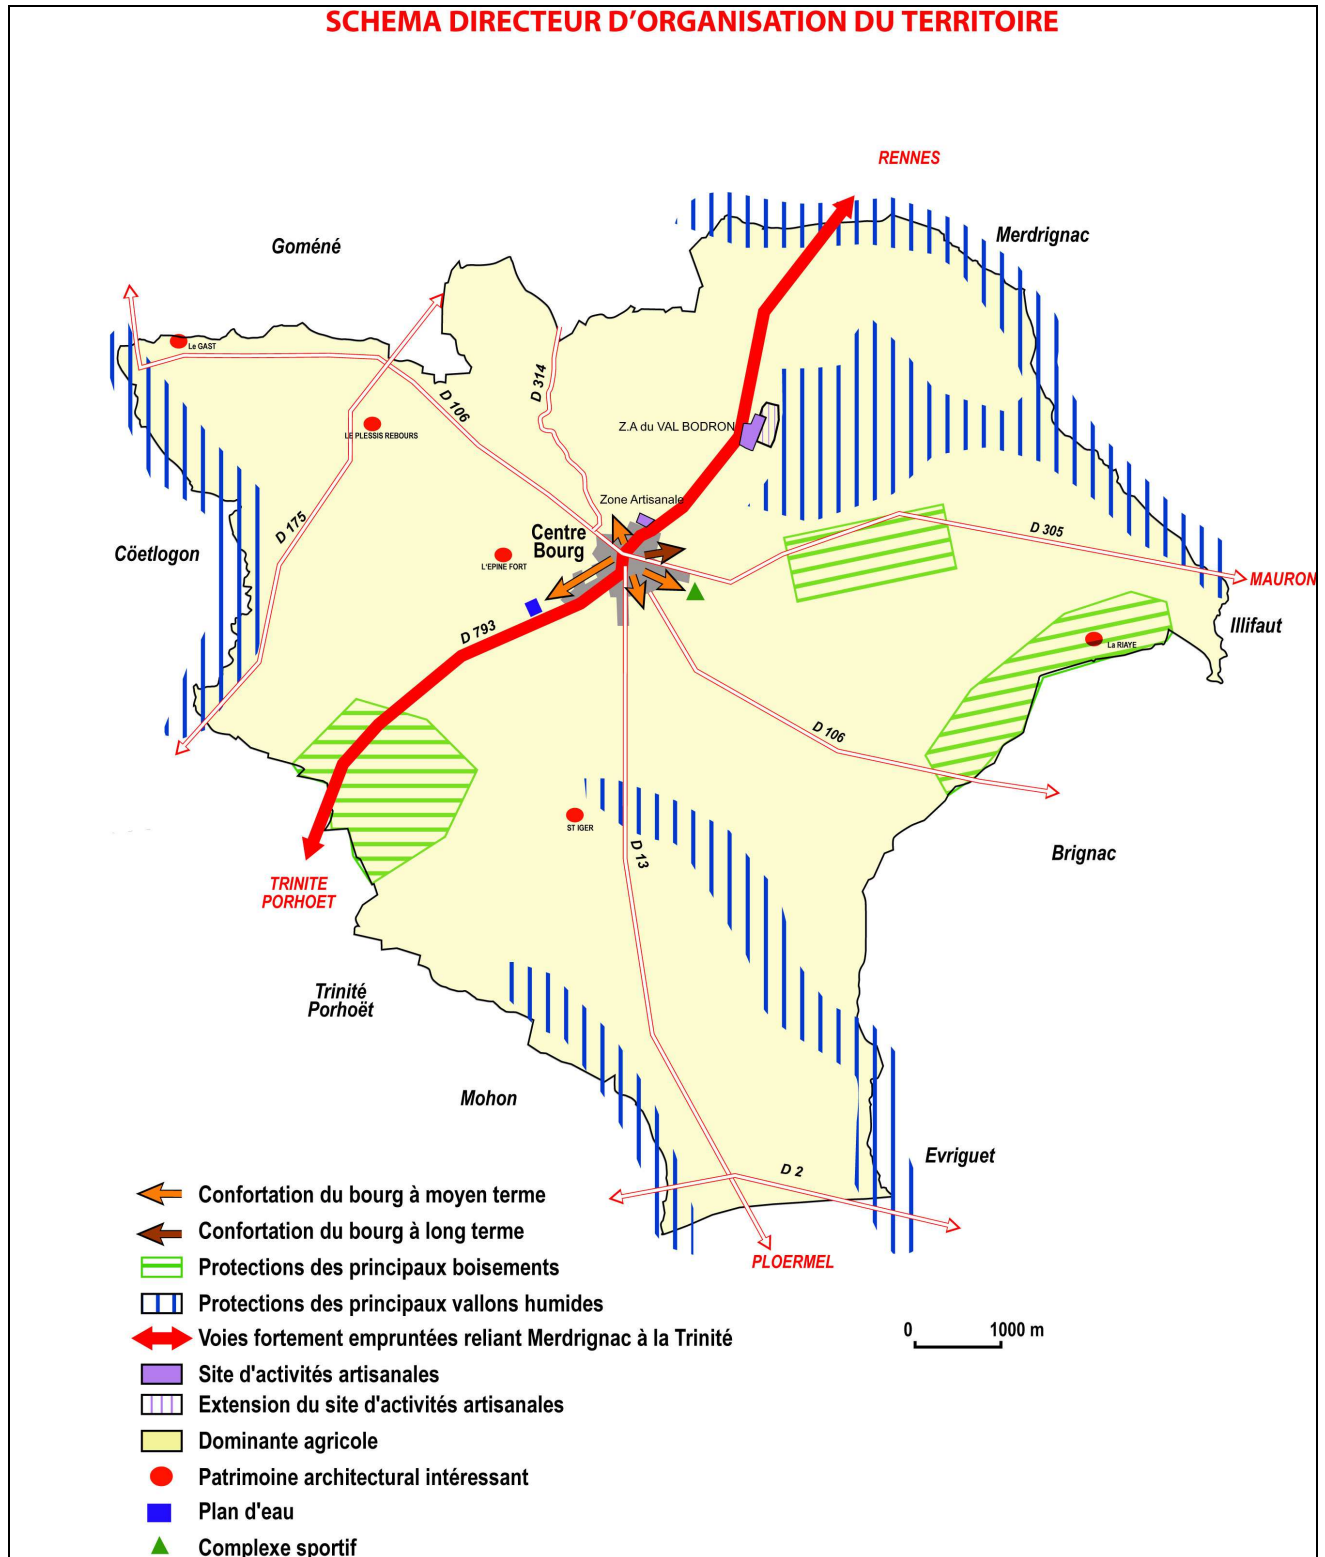 SCHEMA DIRECTEUR D'ORGANISATION DU TERRITOIRE
RENNES
Merdrignac
Goméné
Le GAST
D 314
D 106
LE PLESSIS REBOURS
Z.A du VAL BODRON
Zone Artisanale
D 175
D 305
Centre
Bourg
Cöetlogon
L'EPINE FORT
MAURON
Illifaut
D 793
La RIAYE
D 106
ST IGER
D 13
Brignac
TRINITE
PORHOET
Trinité
Porhoët
Mohon
Evriguet
D 2
PLOERMEL
Confortation du bourg à moyen terme
Confortation du bourg à long terme
Protections des principaux boisements
Protections des principaux vallons humides
Voies fortement empruntées reliant Merdrignac à la Trinité
0 1000 m
Site d'activités artisanales
Extension du site d'activités artisanales
Dominante agricole
Patrimoine architectural intéressant
Plan d'eau
Complexe sportif